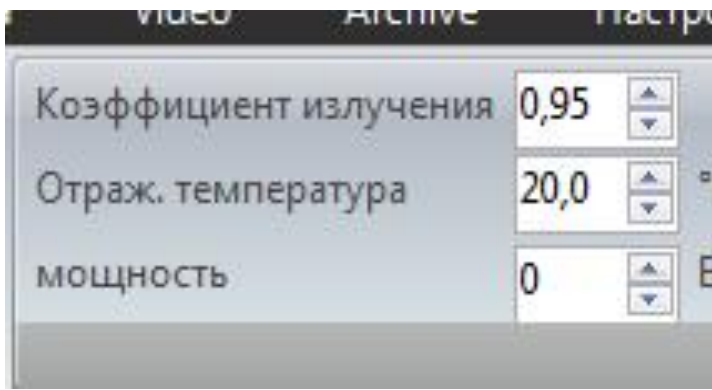 Video Archive
Коэффициент излучения 0,95
Отраж. температура 20,0 °
мощность 0